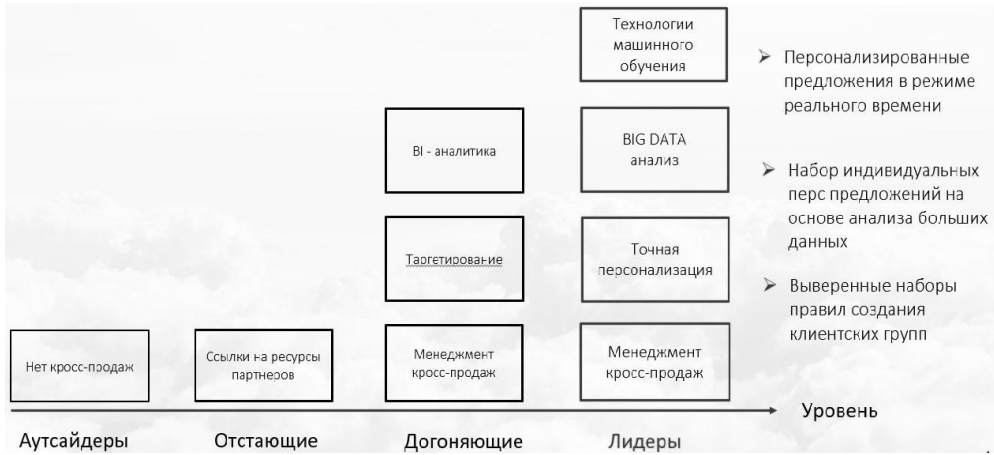 Технологии
машинного
обучения
Персонализированные
предложения в режиме
реального времени
BI - аналитика
BIG DATA
анализ
Набор индивидуальных
перс предложений на
основе анализа больших
данных
Таргетирование
Точная
персонализация
Выверенные наборы
правил создания
клиентских групп
Нет кросс-продаж
Ссылки на ресурсы
партнеров
Менеджмент
кросс-продаж
Менеджмент
кросс-продаж
Уровень
Аутсайдеры
Отстающие
Догоняющие
Лидеры